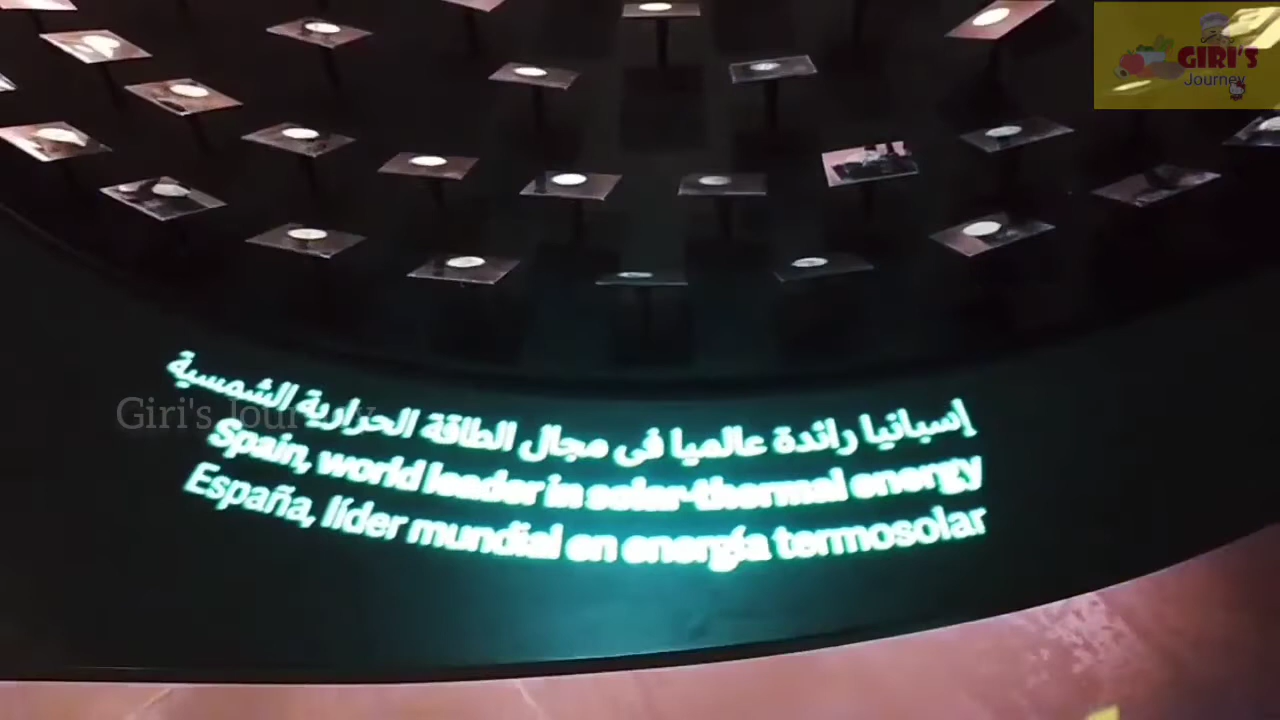 GIRI'S
Journey
إسبانيا رائدة عالميا فى مجال الطاقة الحرارية الشمسية
Giri's Journey
Spain, world leader in solar-thermal energy
España, líder mundial en energía termosolar